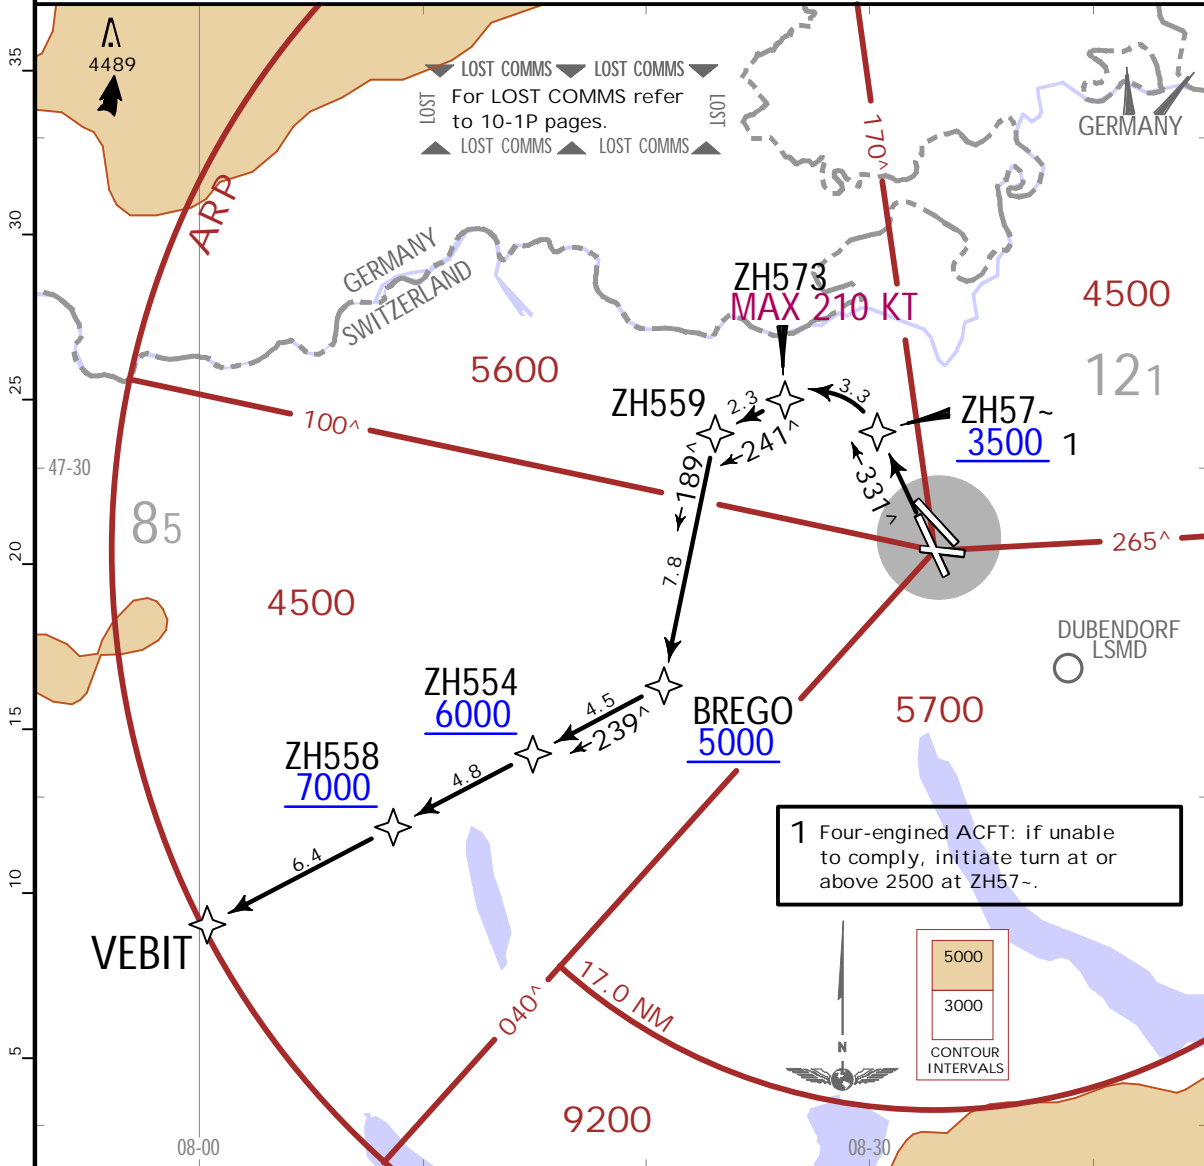 35
30
25
20
15
10
5
4489
LOST COMMS LOST COMMS
LOST
For LOST COMMS refer
to 10-1P pages.
LOST
LOST COMMS LOST COMMS
GERMANY
170^
ARP
GERMANY
SWITZERLAND
ZH573
MAX 210 KT
4500
5600
121
ZH559
2.3
3.3
ZH57~
3500 1
100^
241^
47-30
189^
331^
85
265^
7.8
4500
DUBENDORF
LSMD
ZH554
6000
4.5
239^
BREGO
5000
5700
ZH558
7000
4.8
6.4
1 Four-engined ACFT: if unable
to comply, initiate turn at or
above 2500 at ZH57~.
VEBIT
5000
3000
CONTOUR
INTERVALS
17.0 NM
040^
N
9200
08-00
08-30